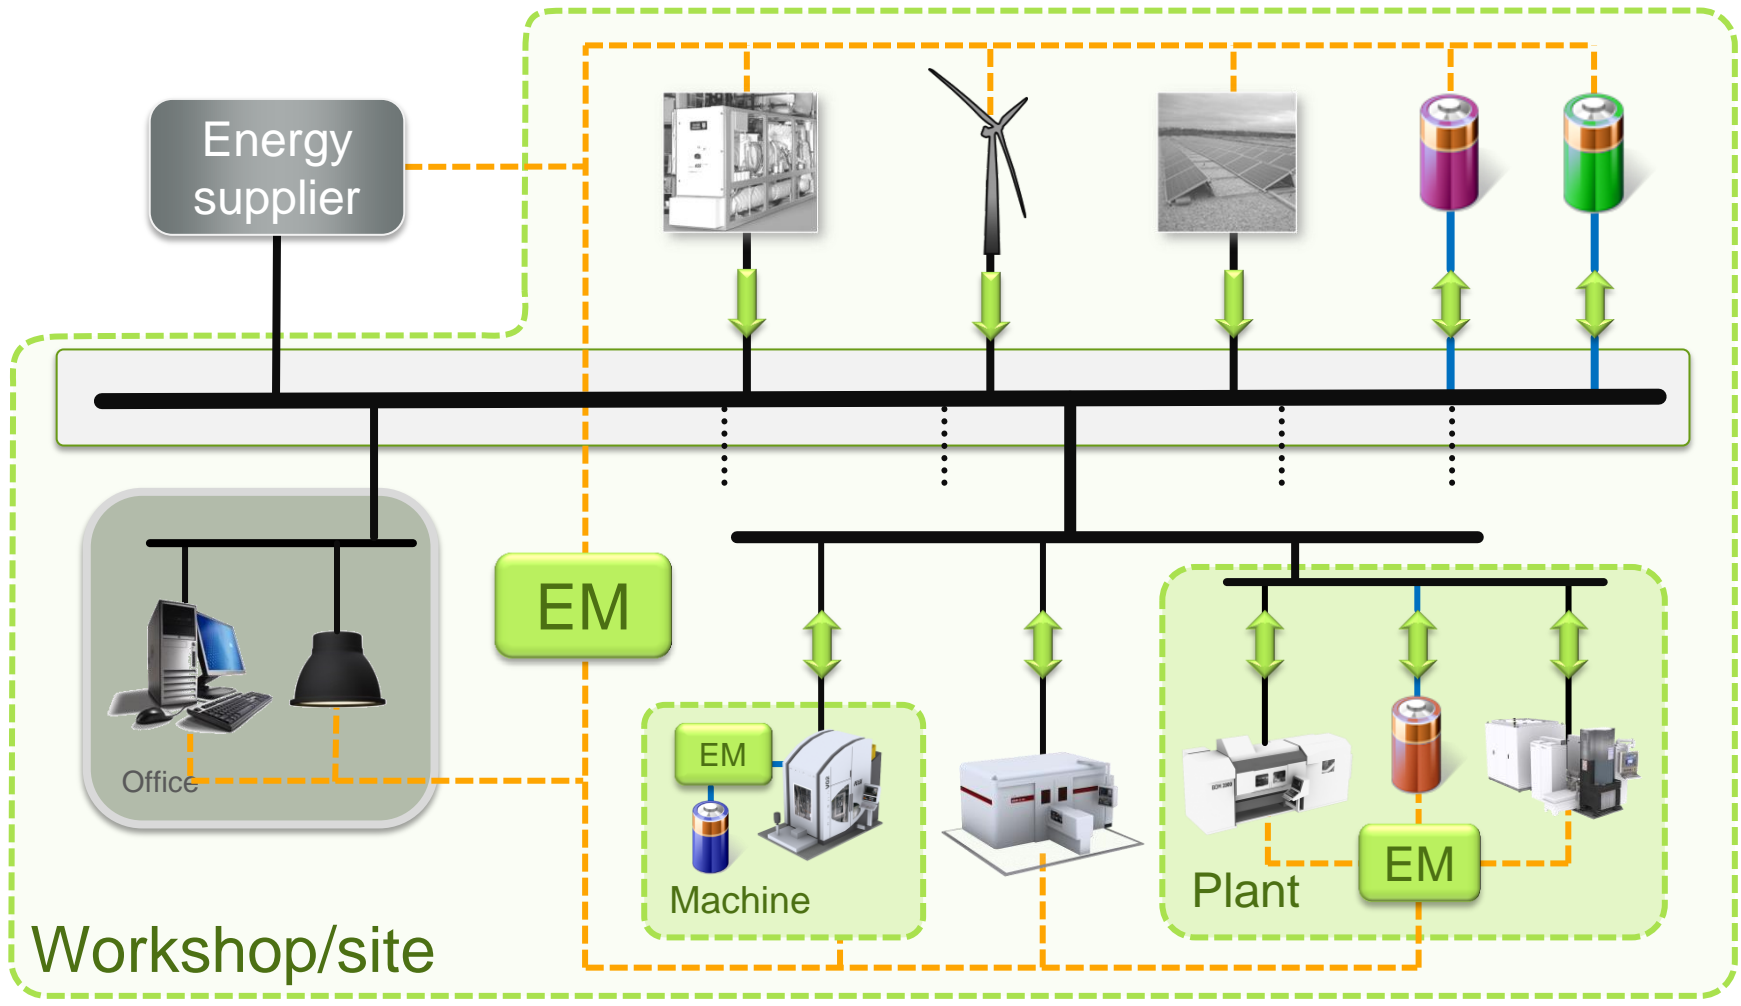 Energy
supplier
EM
Office
EM
Machine
EM
Plant
Workshop/site